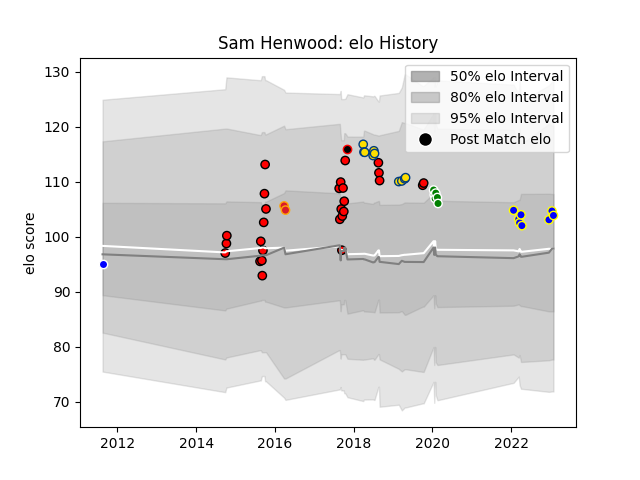 Sam Henwood: elo History
130
120
110
100
90
80
70
elo score
50% elo Interval
80% elo Interval
95% elo Interval
Post Match elo
2012
2014
2016
2018
2020
2022